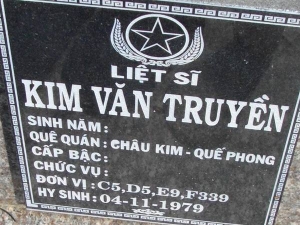 LIỆT SĨ
KIM VĂN TRUYỀN
SINH NĂM:
QUÊ QUÁN: CHÂU KIM - QUẾ PHONG
CẤP BẬC:
CHỨC VỤ:
ĐƠN VỊ: C5,D5,E9,F339
HY SINH: 04-11-1979